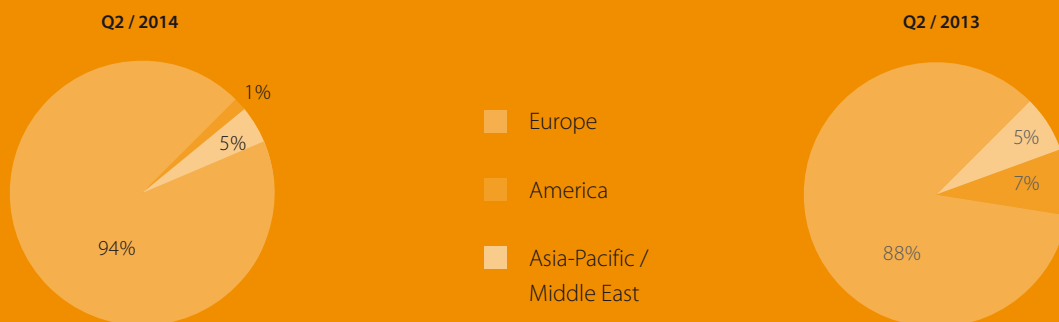 Q2 / 2014
1%
5%
94%
Europe
America
Asia-Pacific /
Middle East
Q2 / 2013
5%
7%
88%